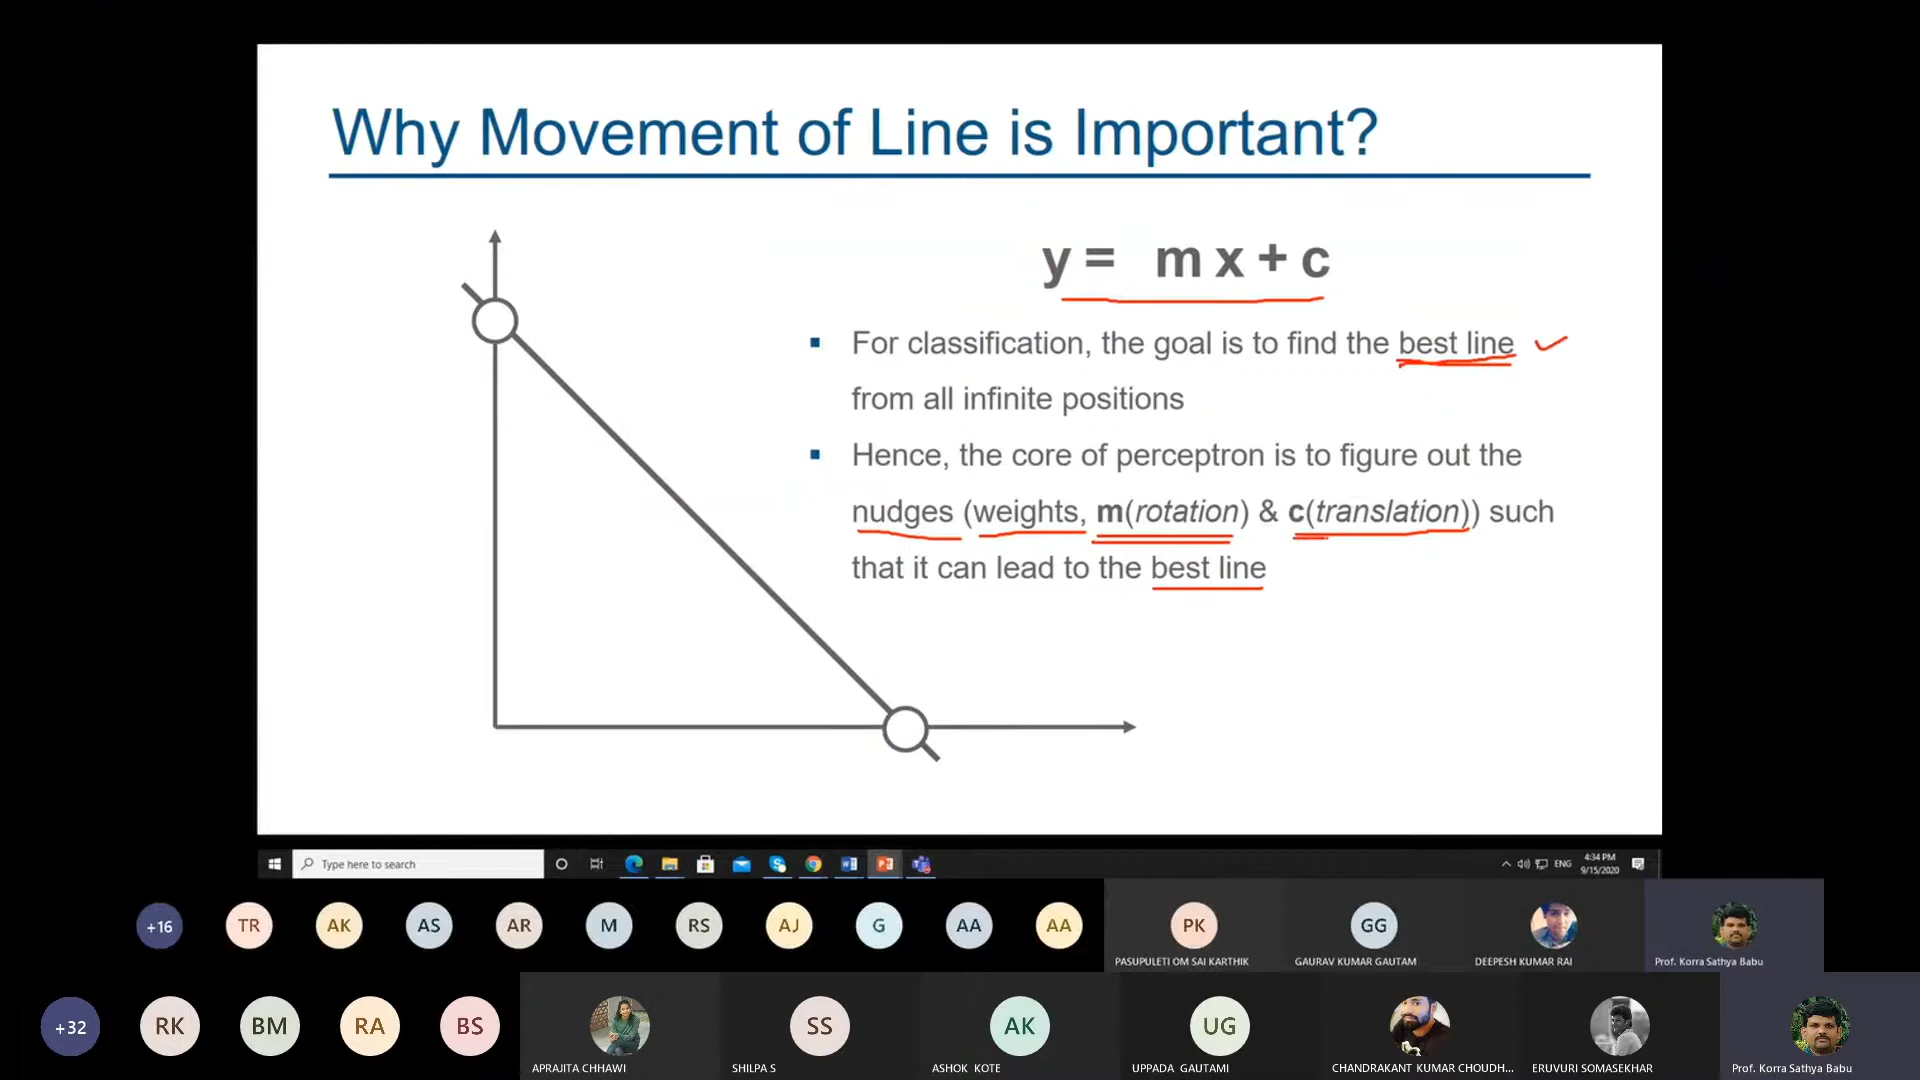 Why Movement of Line is Important?
y = m x + c
For classification, the goal is to find the best line
from all infinite positions
Hence, the core of perceptron is to figure out the
nudges (weights, m(rotation) & c(translation)) such
that it can lead to the best line
Type here to search
ENG
4:34 PM
9/15/2020
+16
TR
AK
AS
AR
M
RS
AJ
G
AA
AA
PK
GG
PASUPULETI OM SAI KARTHIK
GAURAV KUMAR GAUTAM
DEEPESH KUMAR RAI
Prof. Korra Sathya Babu
+32
RK
BM
RA
BS
SS
AK
UG
APRAJITA CHHAWI
SHILPA S
ASHOK KOTE
UPPADA GAUTAMI
CHANDRAKANT KUMAR CHOUDH...
ERUVURI SOMASEKHAR
Prof. Korra Sathya Babu